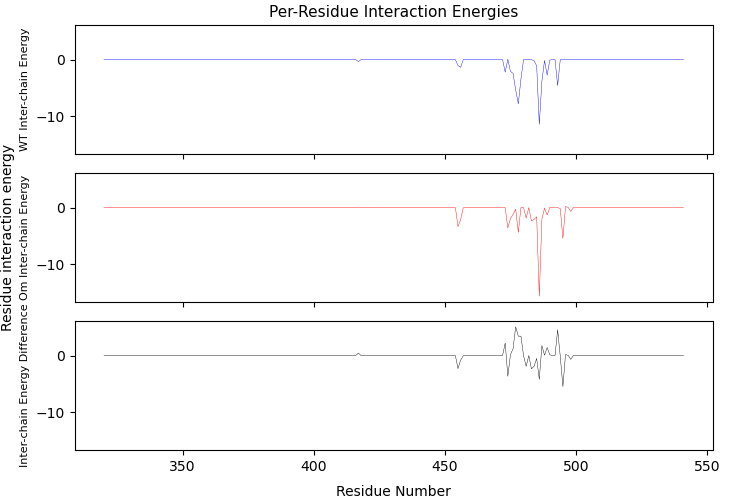 Per-Residue Interaction Energies
Residue interaction energy
WT Inter-chain Energy
0
−10
Om Inter-chain Energy
0
−10
Inter-chain Energy Difference
0
−10
350
400
450
500
550
Residue Number